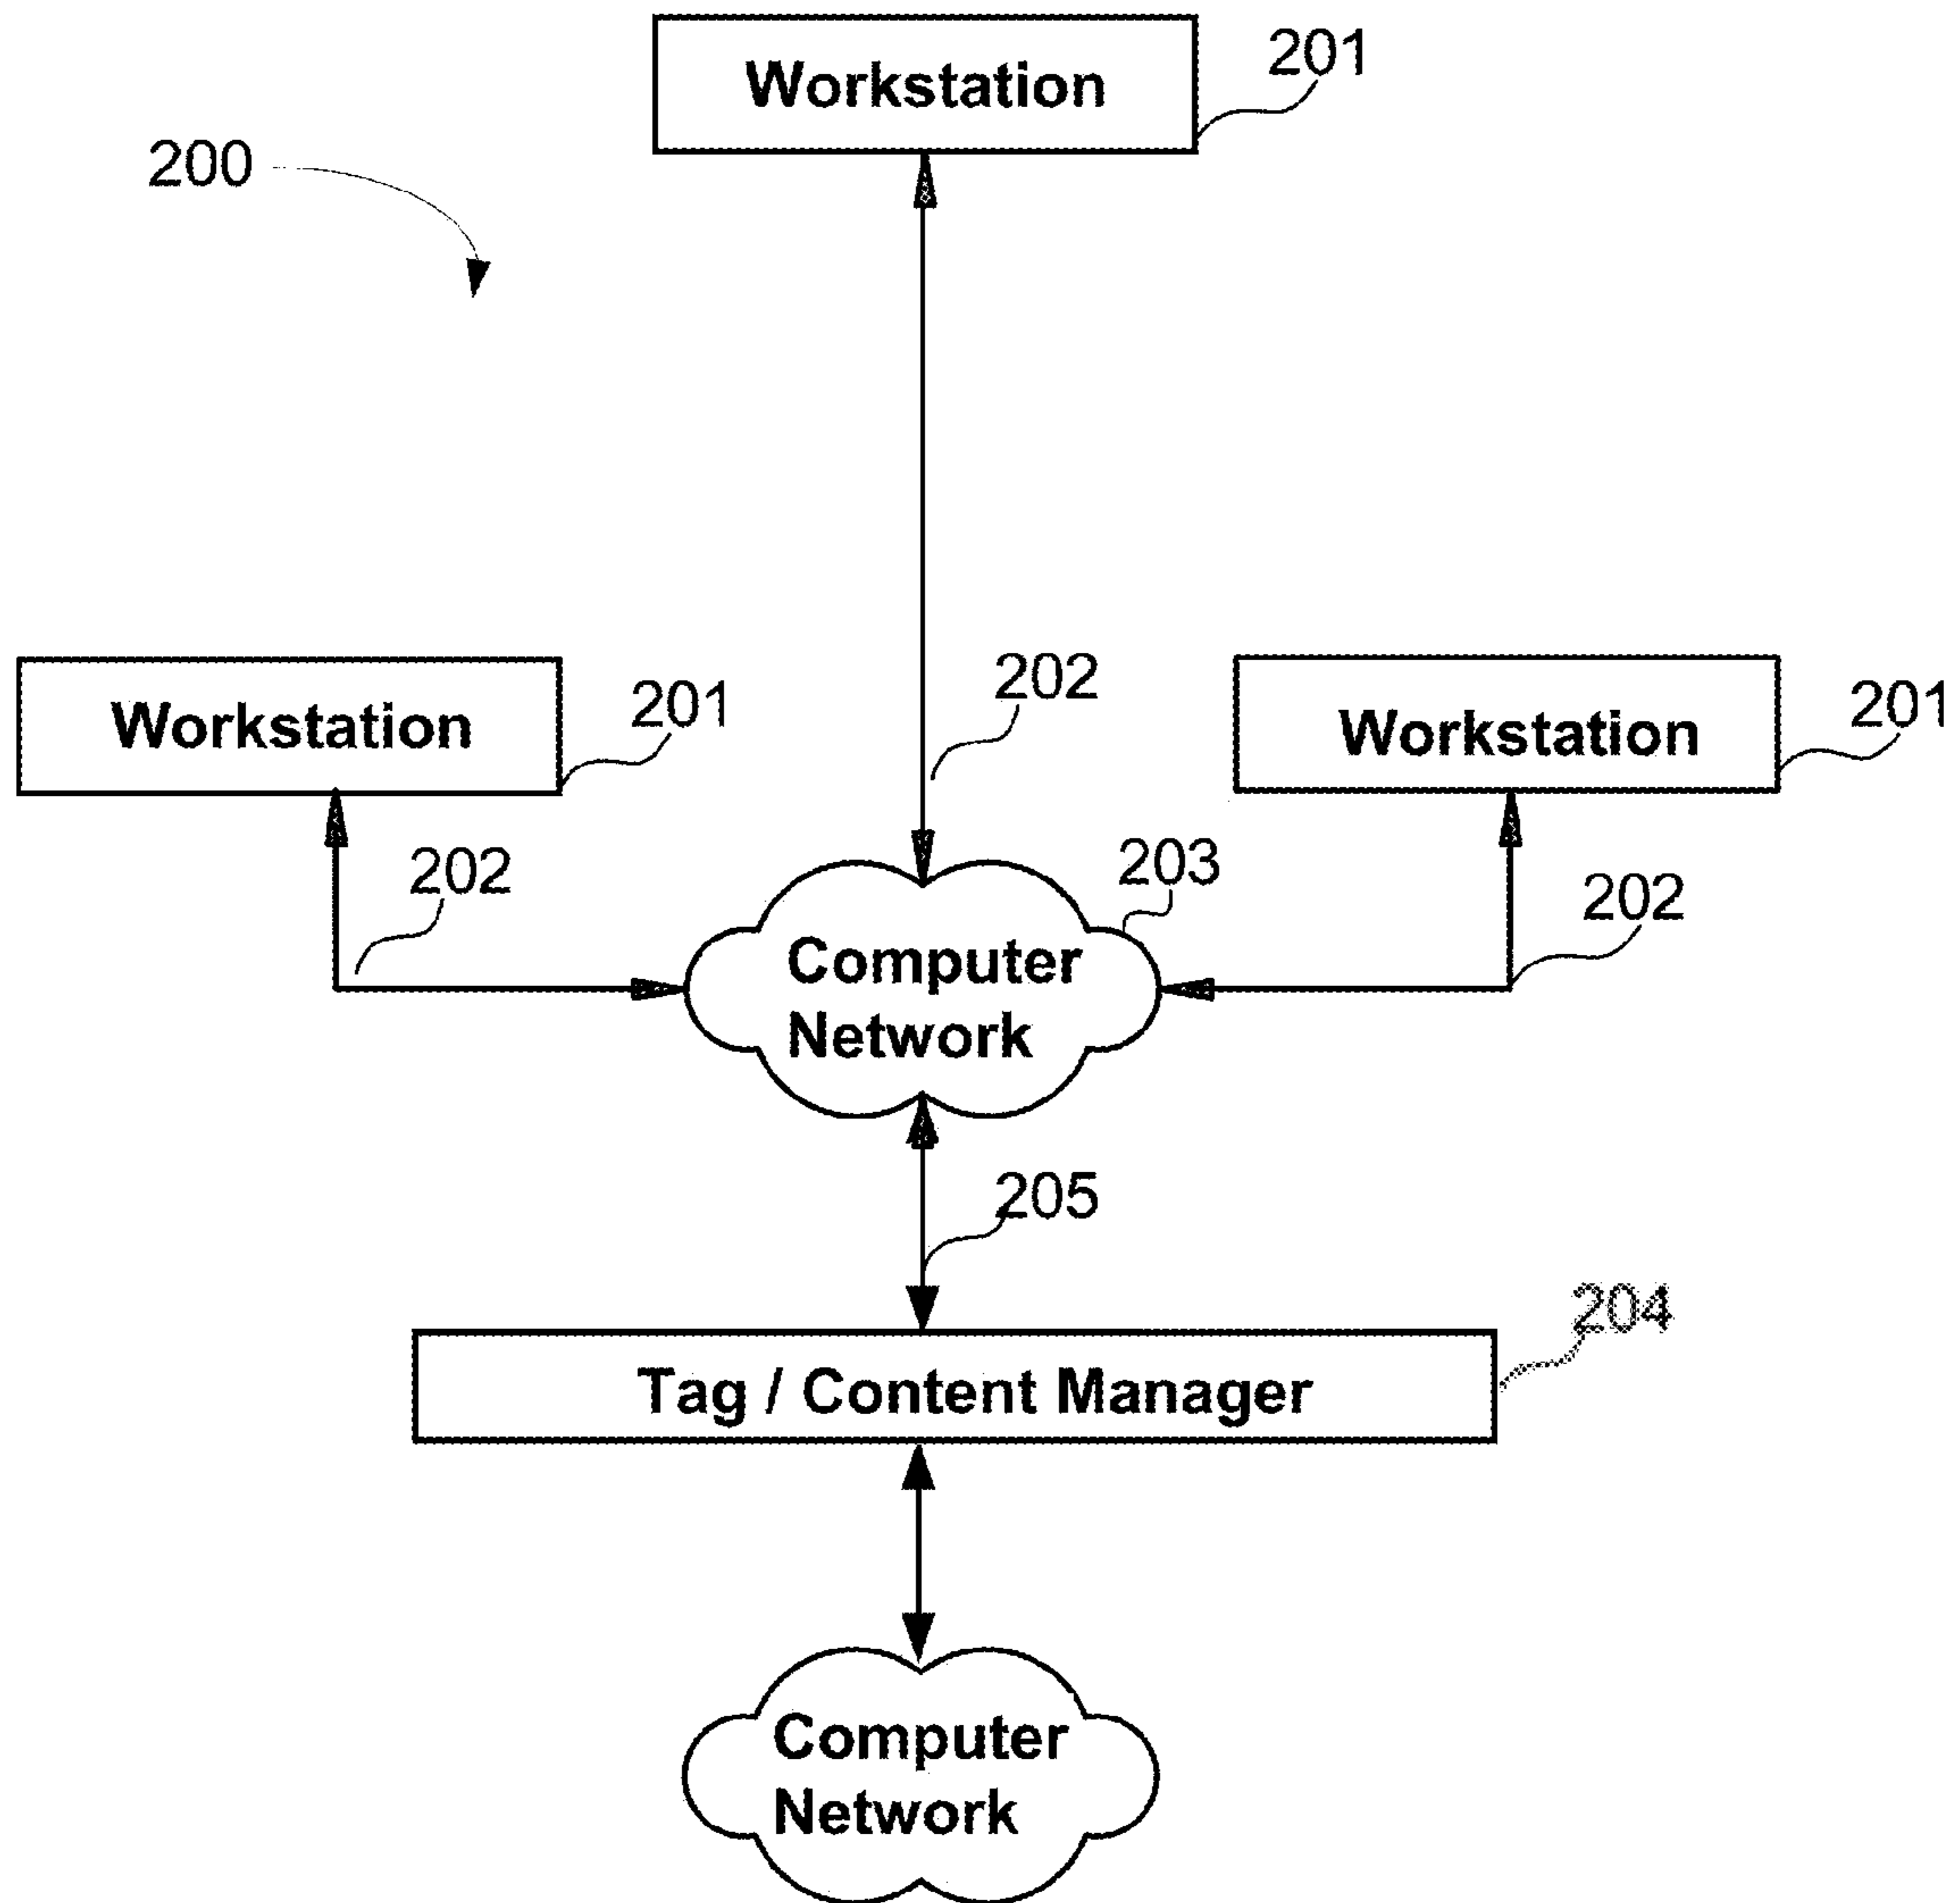 Workstation
201
200
Workstation
201
202
Workstation
201
202
203
202
Computer
Network
205
204
Tag / Content Manager
Computer
Network